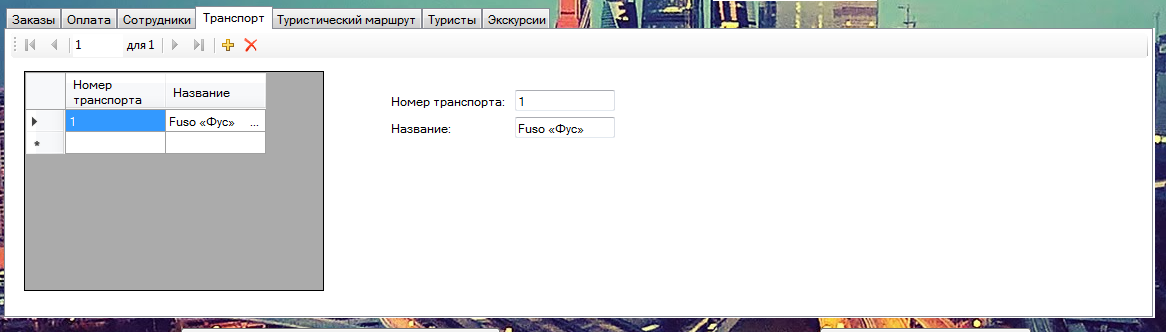 Заказы Оплата Сотрудники Транспорт Туристический маршрут Туристы Экскурсии
1 для 1
Номер транспорта Название
1 Fuso «Фус» ...
*
Номер транспорта: 1
Название: Fuso «Фус»